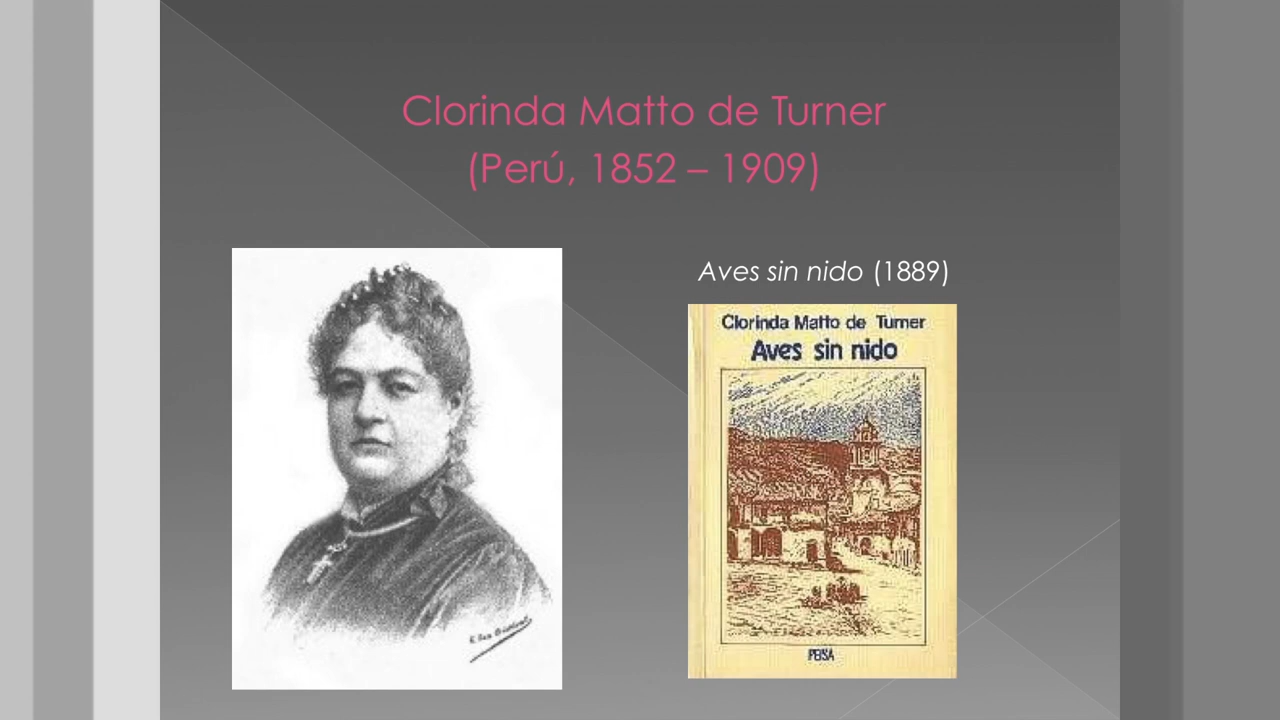 Clorinda Matto de Turner
(Perú, 1852 – 1909)
Aves sin nido (1889)
Clorinda Matto de Turner
Aves sin nido
PEISA